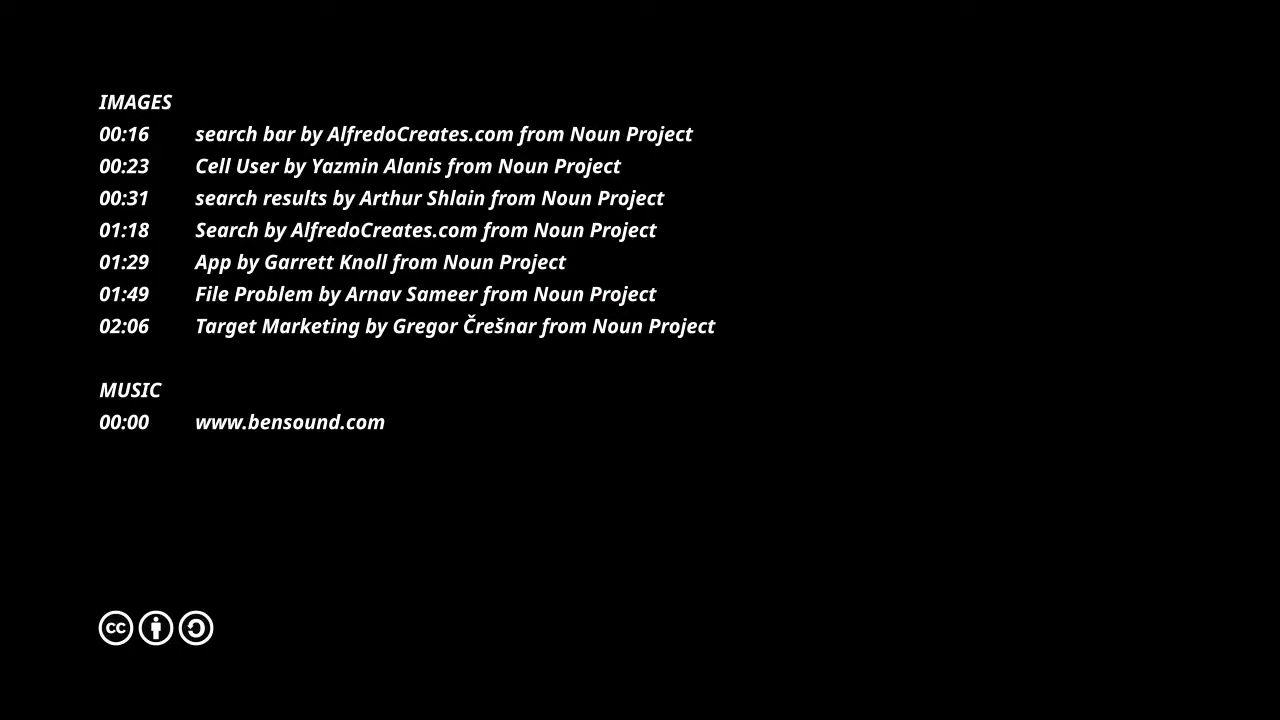 IMAGES
00:16 search bar by AlfredoCreates.com from Noun Project
00:23 Cell User by Yazmin Alanis from Noun Project
00:31 search results by Arthur Shlain from Noun Project
01:18 Search by AlfredoCreates.com from Noun Project
01:29 App by Garrett Knoll from Noun Project
01:49 File Problem by Arnav Sameer from Noun Project
02:06 Target Marketing by Gregor Črešnar from Noun Project
MUSIC
00:00 www.bensound.com
cc